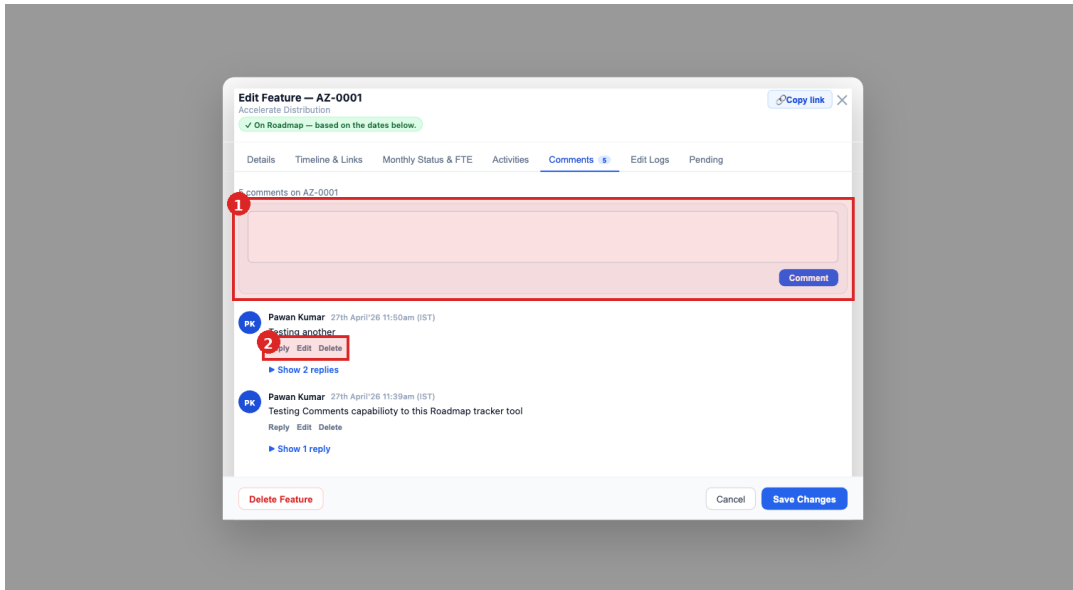 Edit Feature — AZ-0001
Accelerate Distribution
🔗Copy link ×
✓ On Roadmap — based on the dates below.
Details Timeline & Links Monthly Status & FTE Activities Comments 5 Edit Logs Pending
comments on AZ-0001
1
Comment
PK
Pawan Kumar 27th April'26 11:50am (IST)
Testing another
2
Edit Delete
▶ Show 2 replies
PK
Pawan Kumar 27th April'26 11:39am (IST)
Testing Comments capabilioty to this Roadmap tracker tool
Reply Edit Delete
▶ Show 1 reply
Delete Feature Cancel Save Changes